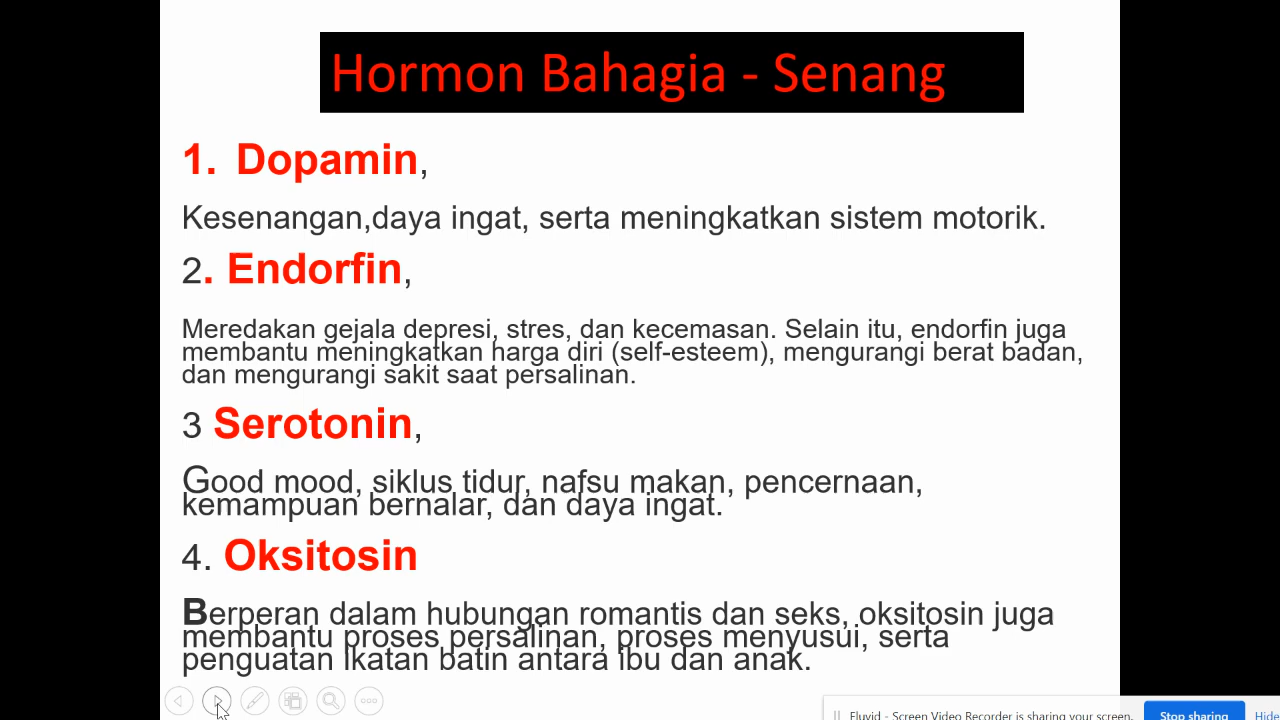 Hormon Bahagia - Senang
1. Dopamin,
Kesenangan,daya ingat, serta meningkatkan sistem motorik.
2. Endorfin,
Meredakan gejala depresi, stres, dan kecemasan. Selain itu, endorfin juga
membantu meningkatkan harga diri (self-esteem), mengurangi berat badan,
dan mengurangi sakit saat persalinan.
3 Serotonin,
Good mood, siklus tidur, nafsu makan, pencernaan,
kemampuan bernalar, dan daya ingat.
4. Oksitosin
Berperan dalam hubungan romantis dan seks, oksitosin juga
membantu proses persalinan, proses menyusui, serta
penguatan ikatan batin antara ibu dan anak.
Fluvid - Screen Video Recorder is sharing your screen.
Stop sharing
Hide